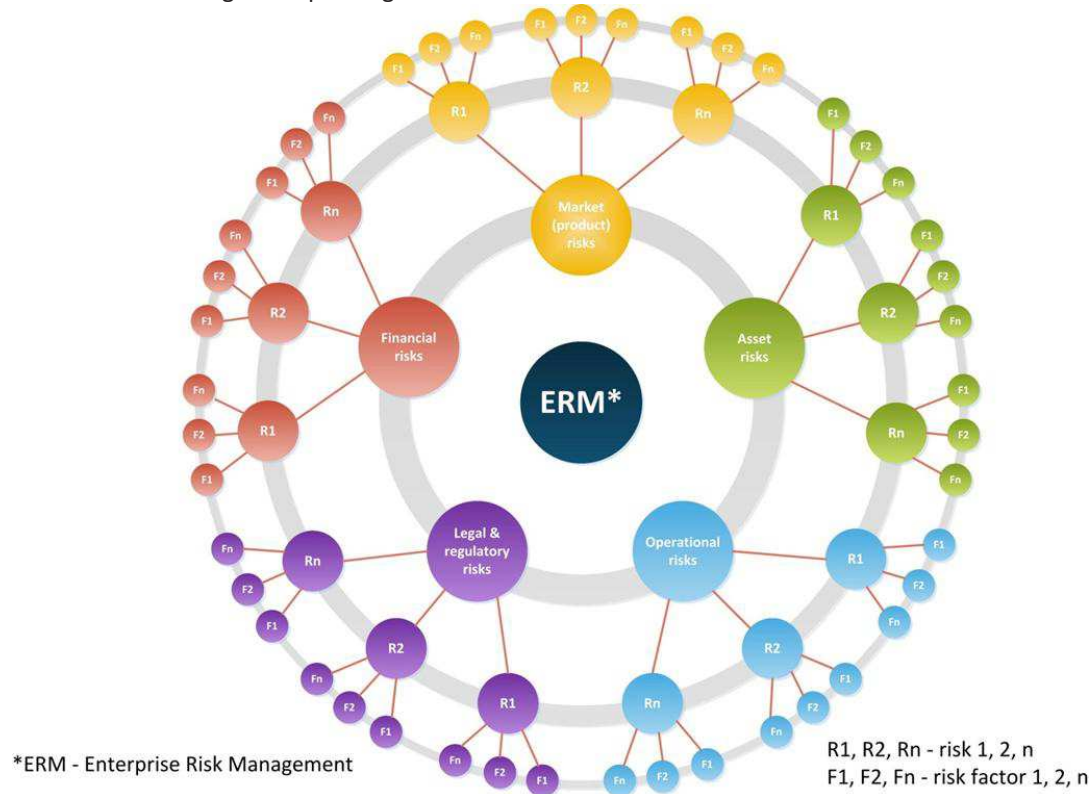 F1
F2
Fn
F1
F2
Fn
F1
F2
Fn
R1
R2
Rn
Market
(product)
risks
F1
F2
Fn
R1
F1
F2
Fn
R2
F1
F2
Fn
Rn
Asset
risks
F1
F2
Fn
R1
F1
F2
Fn
R2
F1
F2
Fn
Rn
Operational
risks
F1
F2
Fn
R1
F1
F2
Fn
R2
F1
F2
Fn
Rn
Legal &
regulatory
risks
F1
F2
Fn
R1
F1
F2
Fn
R2
F1
F2
Fn
Rn
Financial
risks
ERM*
*ERM - Enterprise Risk Management
R1, R2, Rn - risk 1, 2, n
F1, F2, Fn - risk factor 1, 2, n